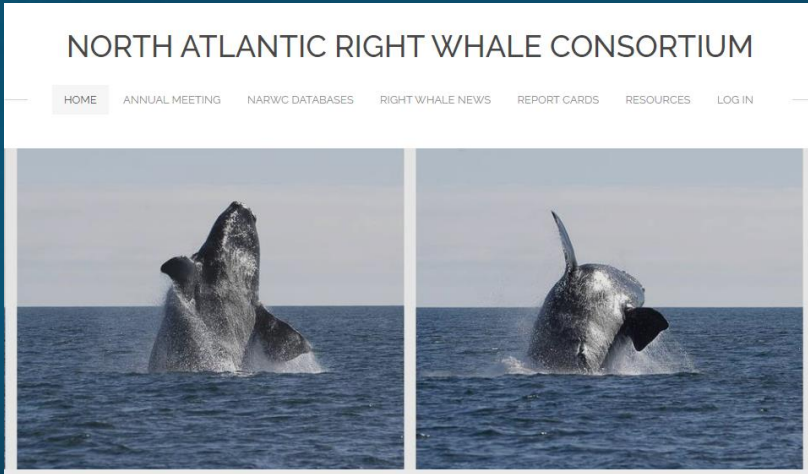 NORTH ATLANTIC RIGHT WHALE CONSORTIUM
HOME ANNUAL MEETING NARWC DATABASES RIGHT WHALE NEWS REPORT CARDS RESOURCES LOG IN